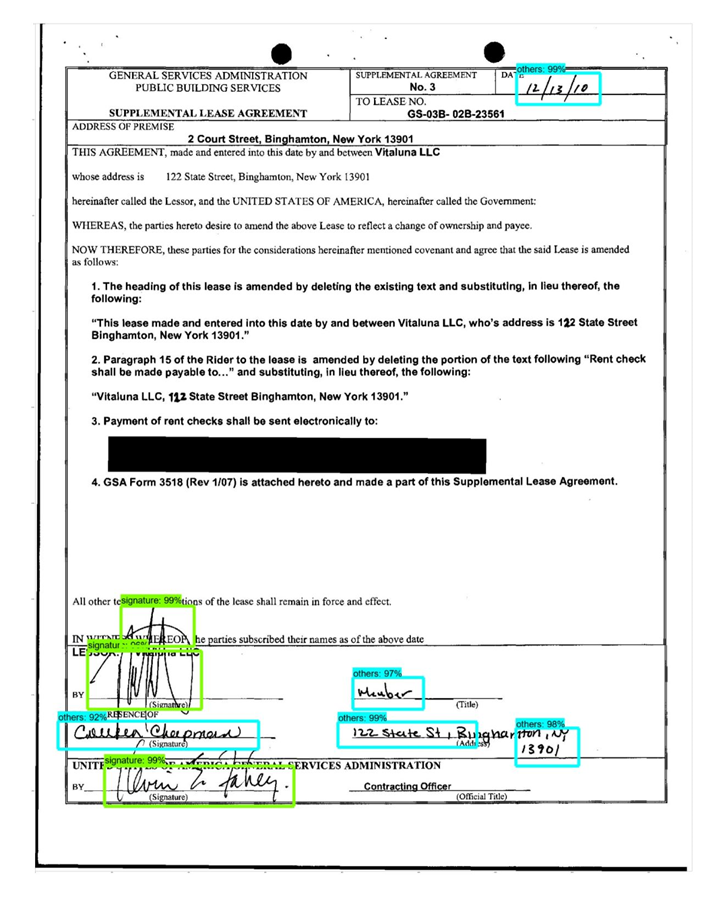 GENERAL SERVICES ADMINISTRATION
PUBLIC BUILDING SERVICES
SUPPLEMENTAL LEASE AGREEMENT
SUPPLEMENTAL AGREEMENT
No. 3
DATE
others: 99%
12/13/10
TO LEASE NO.
GS-03B- 02B-23561
ADDRESS OF PREMISE
2 Court Street, Binghamton, New York 13901
THIS AGREEMENT, made and entered into this date by and between Vitaluna LLC
whose address is 122 State Street, Binghamton, New York 13901
hereinafter called the Lessor, and the UNITED STATES OF AMERICA, hereinafter called the Government:
WHEREAS, the parties hereto desire to amend the above Lease to reflect a change of ownership and payee.
NOW THEREFORE, these parties for the considerations hereinafter mentioned covenant and agree that the said Lease is amended
as follows:
1. The heading of this lease is amended by deleting the existing text and substituting, in lieu thereof, the
following:
“This lease made and entered into this date by and between Vitaluna LLC, who's address is 122 State Street
Binghamton, New York 13901.”
2. Paragraph 15 of the Rider to the lease is amended by deleting the portion of the text following “Rent check
shall be made payable to…” and substituting, in lieu thereof, the following:
“Vitaluna LLC, 122 State Street Binghamton, New York 13901.”
3. Payment of rent checks shall be sent electronically to:
4. GSA Form 3518 (Rev 1/07) is attached hereto and made a part of this Supplemental Lease Agreement.
All other te signature: 99% tions of the lease shall remain in force and effect.
IN WITNESS WHEREOF, the parties subscribed their names as of the above date
LESSOR: Vitaluna LLC
others: 97%
BY
Member
(Signature)
(Title)
others: 92% RESENCE OF
others: 99%
others: 98%
Colleen Cheepmead
122 State St, Binghamton, NY
13901
(Signature)
(Address)
signature: 99%
UNITED STATES OF AMERICA GENERAL SERVICES ADMINISTRATION
BY
Contracting Officer
(Signature)
(Official Title)